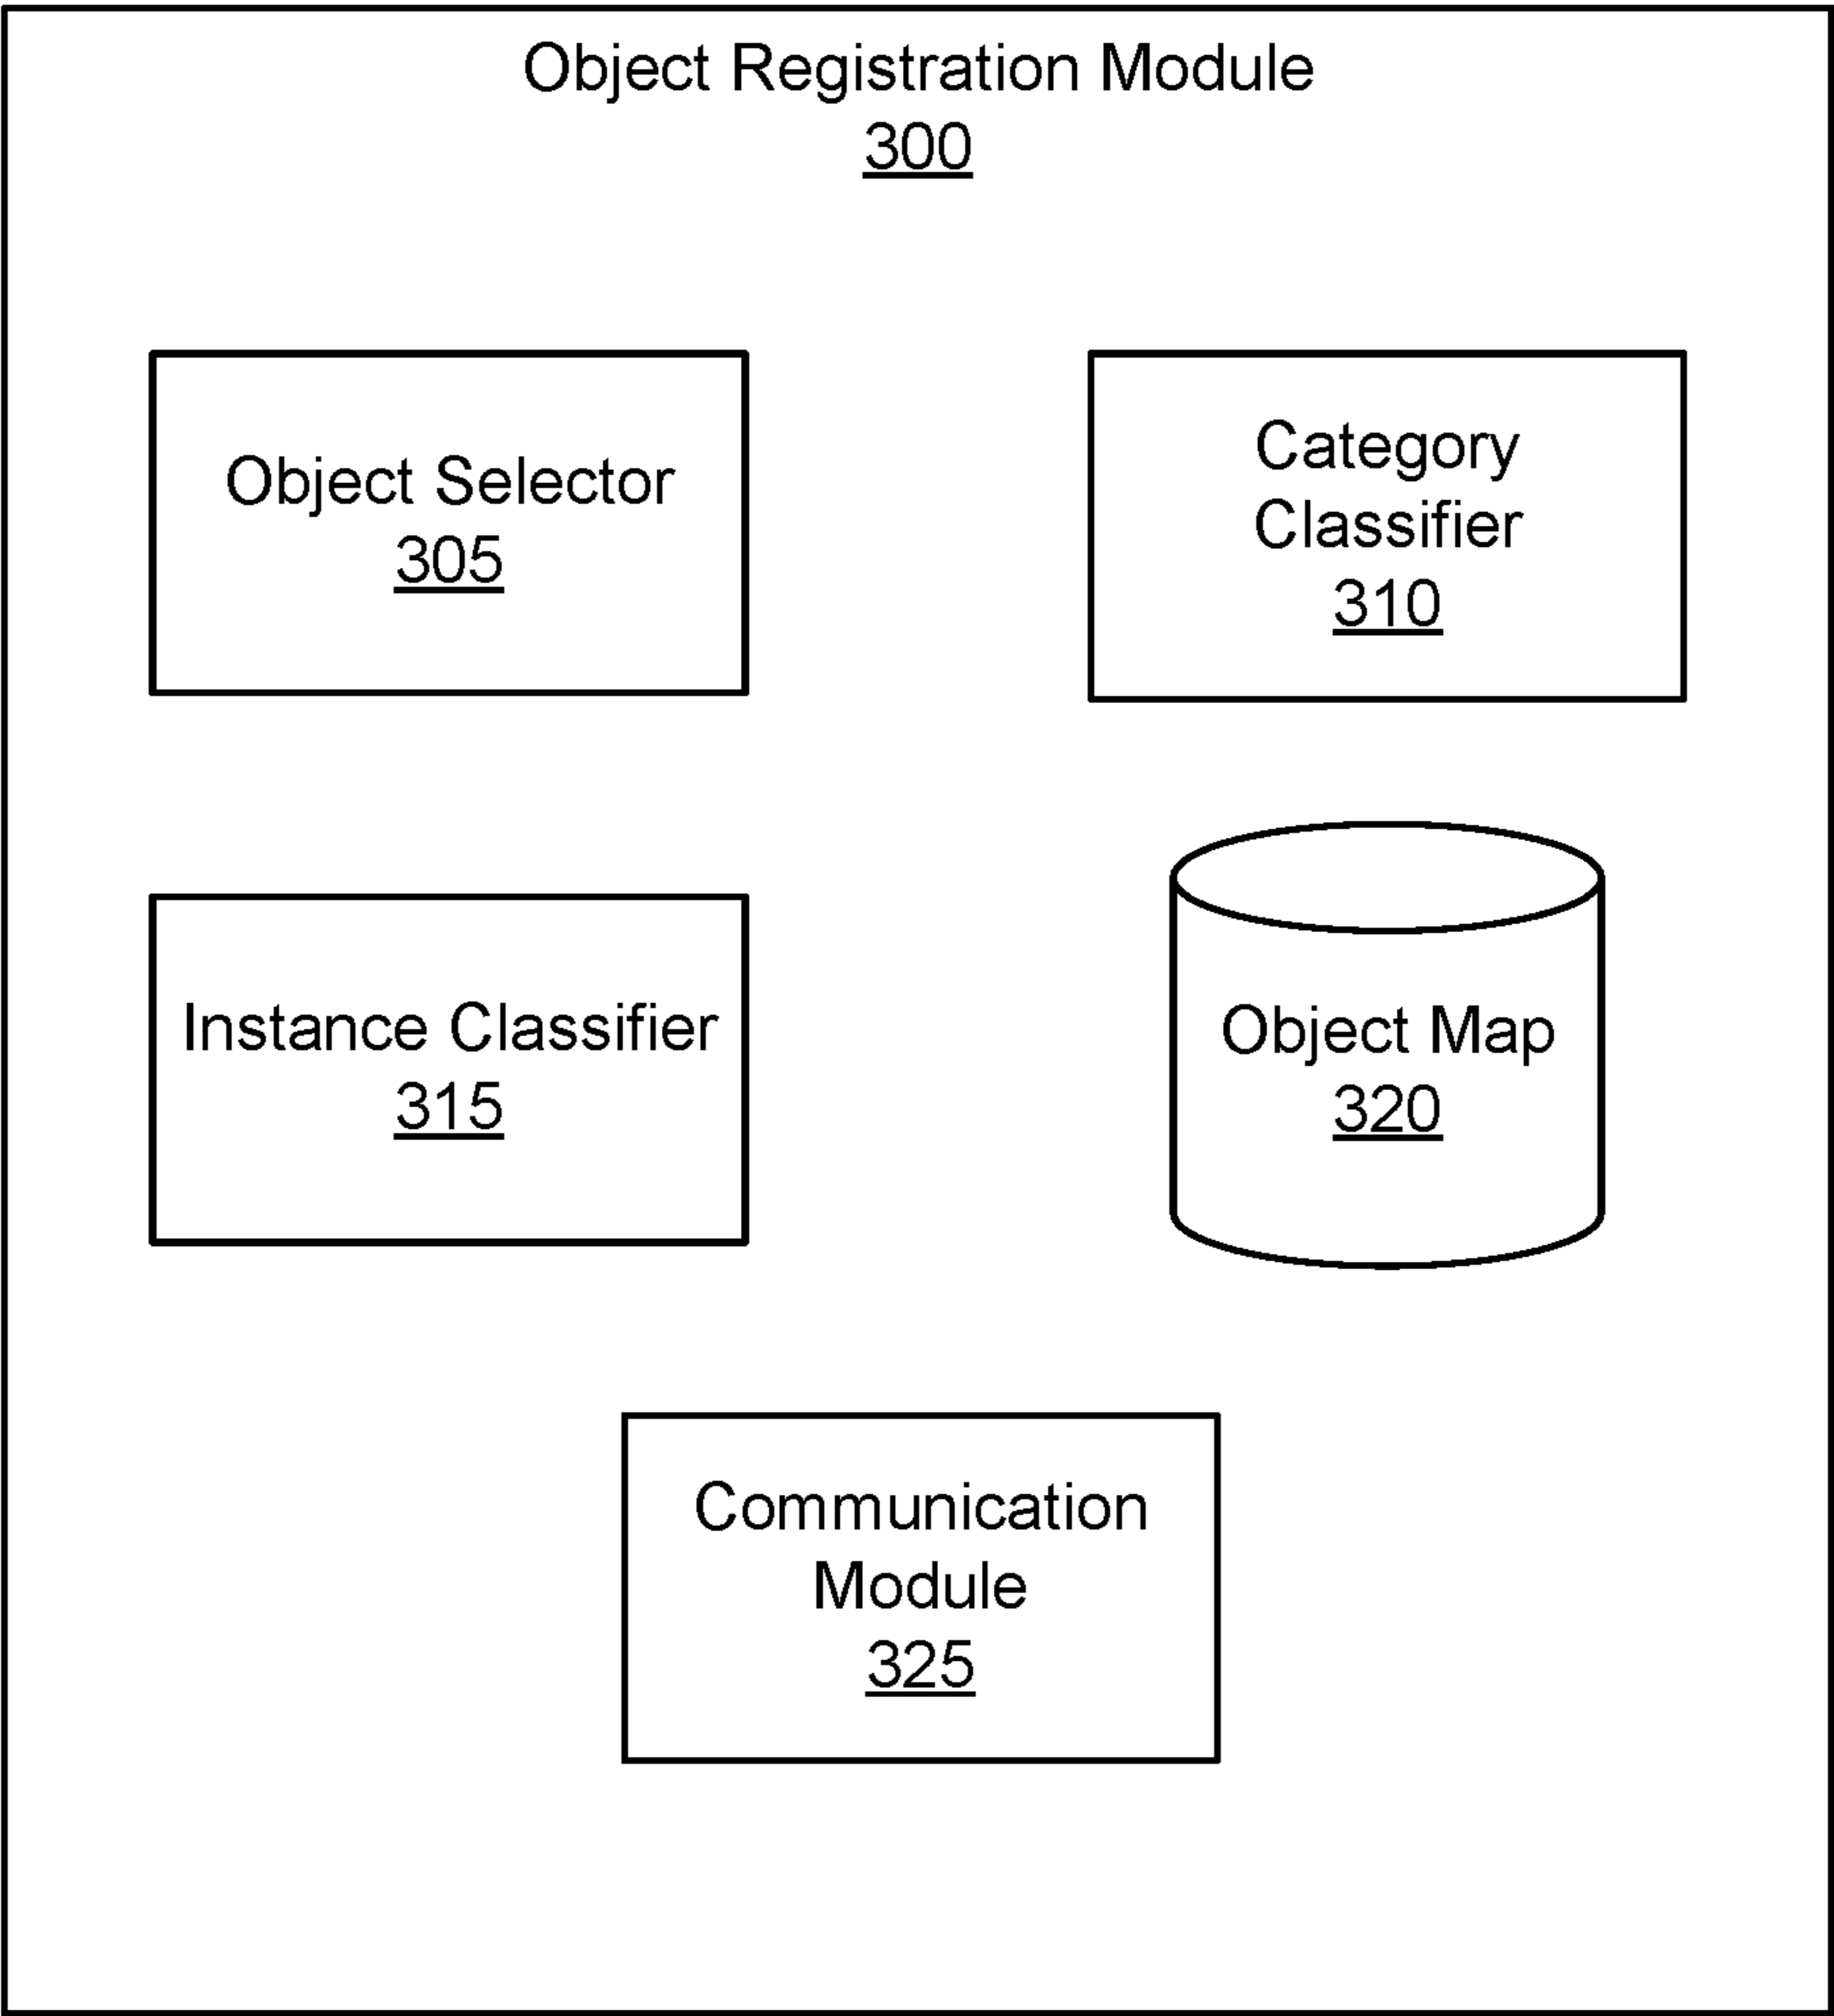 Object Registration Module
300
Object Selector
305
Category
Classifier
310
Instance Classifier
315
Object Map
320
Communication
Module
325